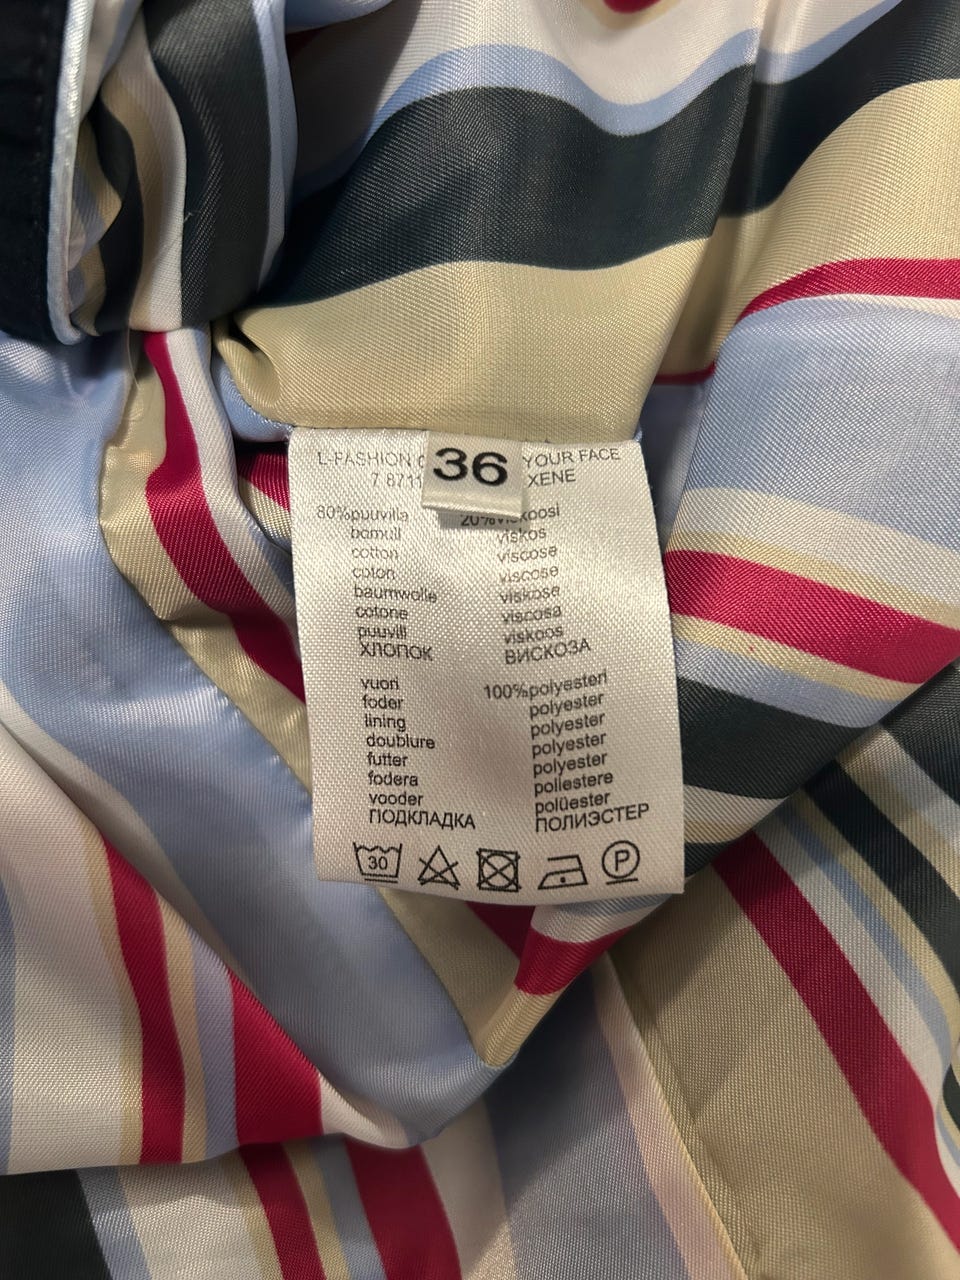 L-FASHION
36
YOUR FACE
7 8711
XENE
80%puuvilla 20%viskoosi
bomull viskos
cotton viscose
coton viscose
baumwolle viskose
cotone viscosa
puuvill viskoos
ХЛОПОК ВИСКОЗА
vuori 100%polyesteri
foder polyester
lining polyester
doublure polyester
futter polyester
fodera poliestere
vooder polüester
ПОДКЛАДКА ПОЛИЭСТЕР
30 P